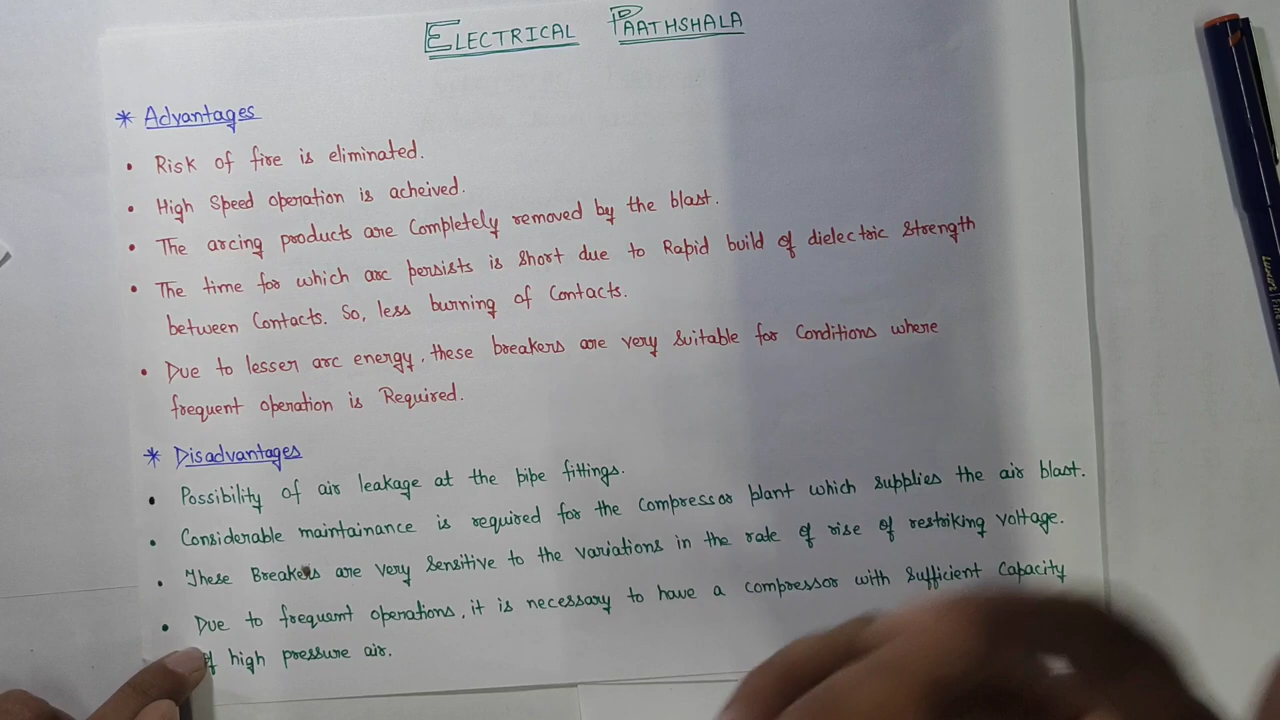 ELECTRICAL PAATHSHALA
* Advantages
• Risk of fire is eliminated.
• High Speed operation is acheived.
• The arcing products are Completely removed by the blast.
• The time for which arc persists is short due to Rapid build of dielectric strength
between Contacts. So, less burning of Contacts.
• Due to lesser arc energy, these breakers are very suitable for Conditions where
frequent operation is Required.
* Disadvantages
• Possibility of air leakage at the pipe fittings.
• Considerable maintainance is required for the compressor plant which supplies the air blast.
• These Breakers are very sensitive to the variations in the rate of rise of restriking voltage.
• Due to frequent operations, it is necessary to have a compressor with sufficient Capacity
of high pressure air.